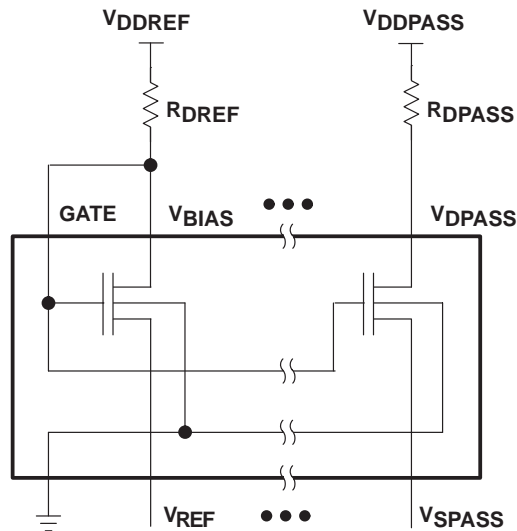 VDDREF
VDDPASS
RDREF
RDPASS
GATE
VBIAS
VDPASS
VREF
VSPASS